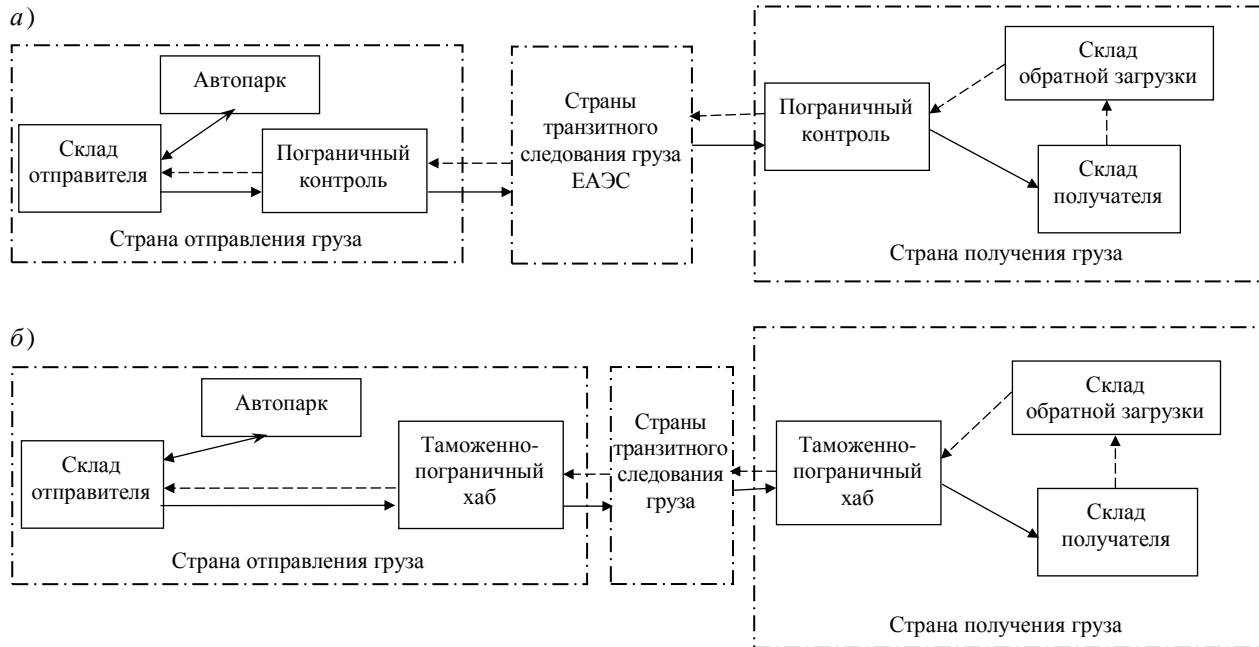 а)
Автопарк
Склад
отправителя
Пограничный
контроль
Страна отправления груза
Страны
транзитного
следования груза
ЕАЭС
Пограничный
контроль
Склад
обратной загрузки
Склад
получателя
Страна получения груза
б)
Автопарк
Склад
отправителя
Таможенно-
пограничный
хаб
Страна отправления груза
Страны
транзитного
следования
груза
Таможенно-
пограничный
хаб
Склад
обратной загрузки
Склад
получателя
Страна получения груза